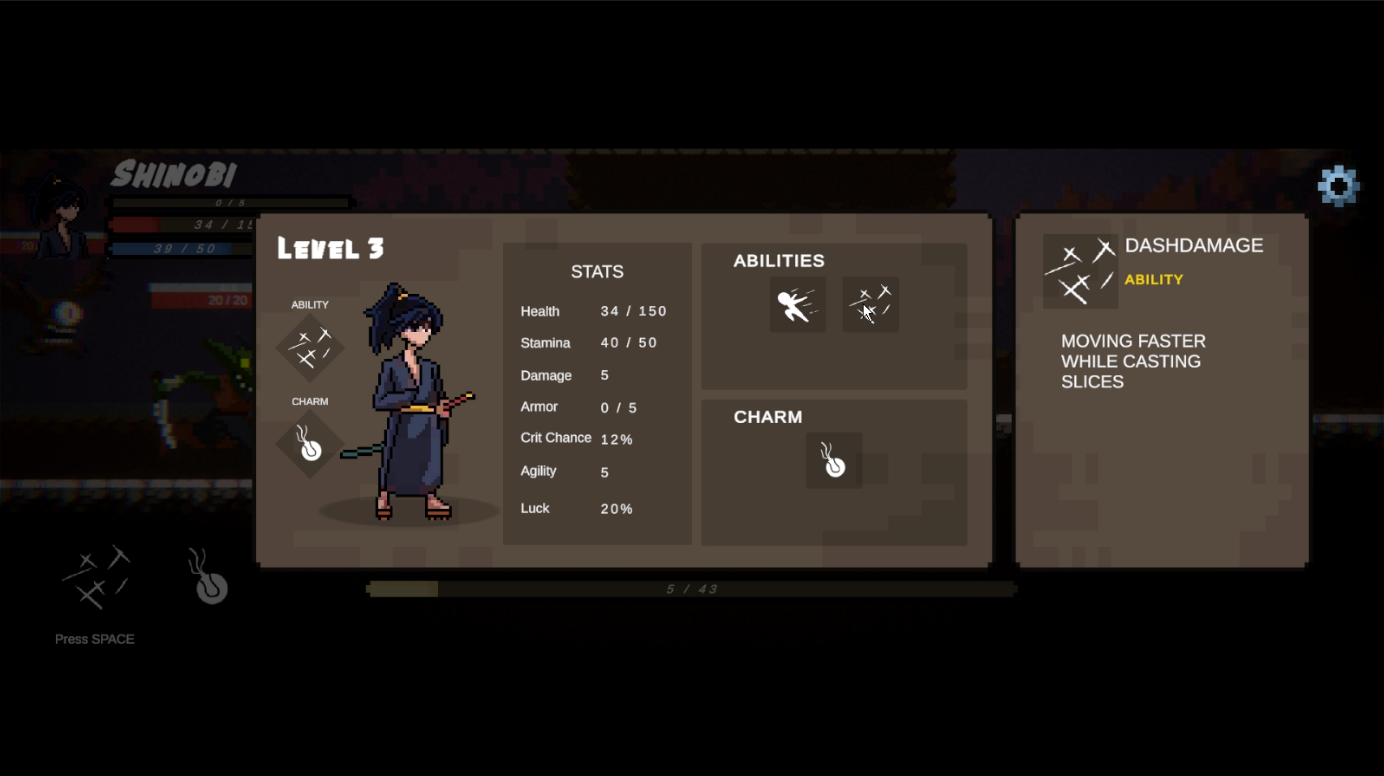 SHINOBI
0 / 5
34 / 15
39 / 50
20
20 / 20
LEVEL 3
ABILITY
CHARM
STATS
Health 34 / 150
Stamina 40 / 50
Damage 5
Armor 0 / 5
Crit Chance 12%
Agility 5
Luck 20%
ABILITIES
CHARM
DASHDAMAGE
ABILITY
MOVING FASTER
WHILE CASTING
SLICES
5 / 43
Press SPACE